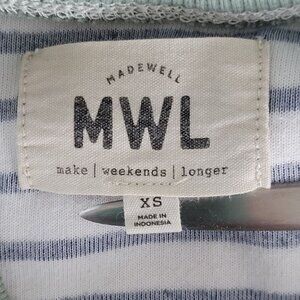 MADEWELL
MWL
make | weekends | longer
XS
MADE IN
INDONESIA